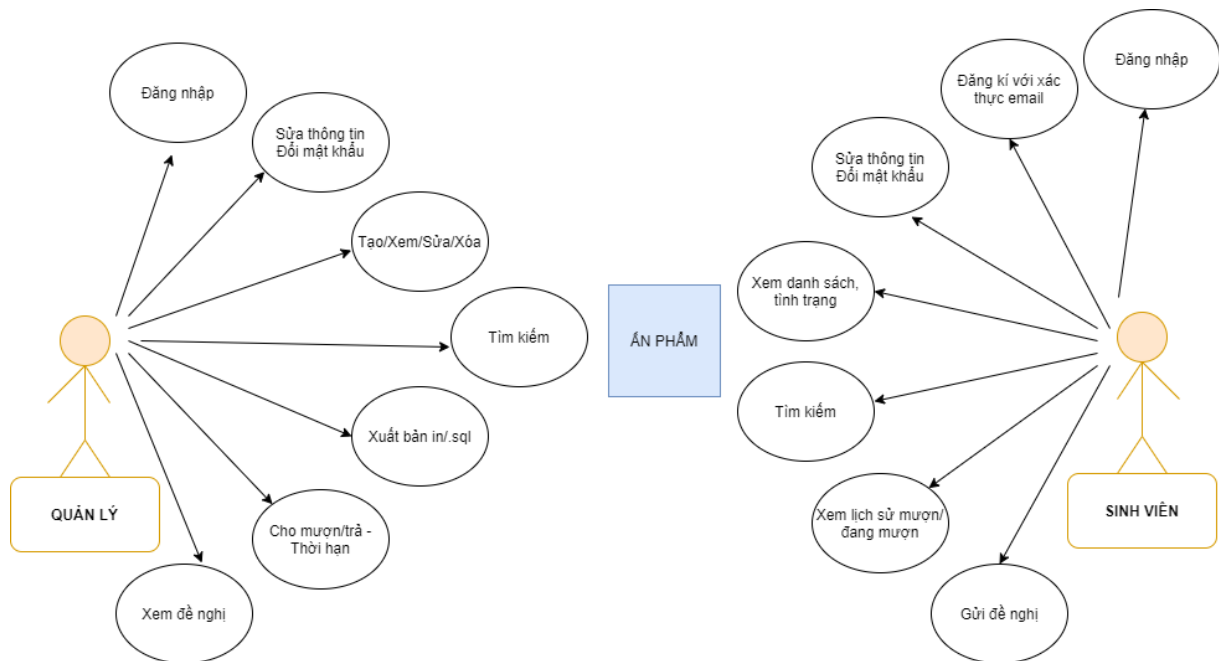 Đăng nhập
Sửa thông tin
Đổi mật khẩu
Tạo/Xem/Sửa/Xóa
Tìm kiếm
Xuất bản in/.sql
Cho mượn/trả -
Thời hạn
Xem đề nghị
QUẢN LÝ
ẤN PHẨM
Đăng nhập
Đăng kí với xác
thực email
Sửa thông tin
Đổi mật khẩu
Xem danh sách,
tình trạng
Tìm kiếm
Xem lịch sử mượn/
đang mượn
Gửi đề nghị
SINH VIÊN